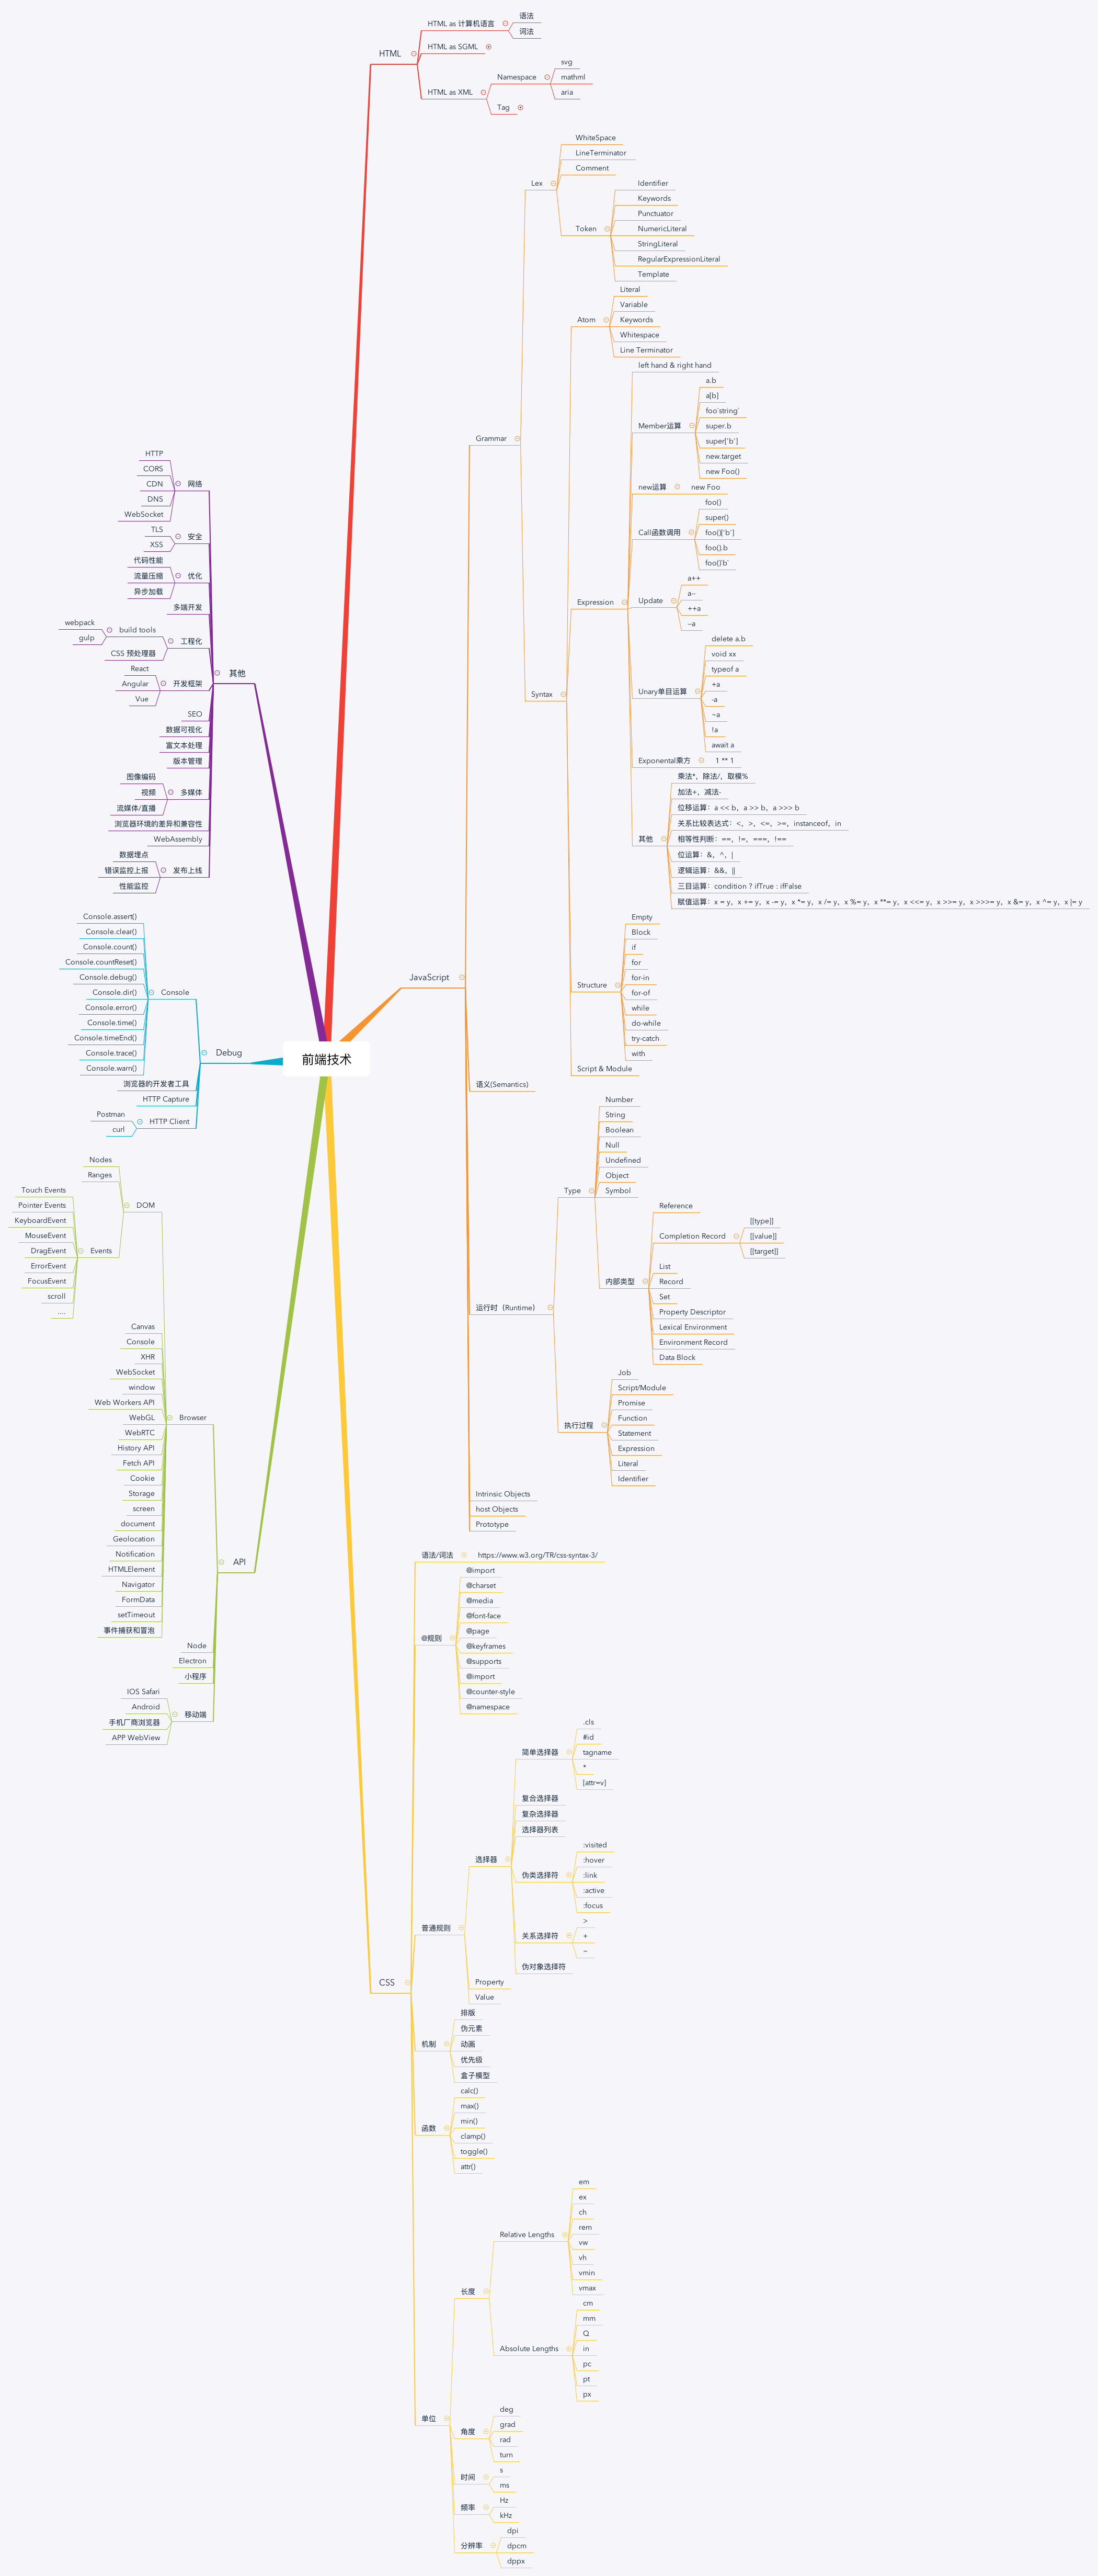 前端技术
HTML
HTML as 计算机语言
语法
词法
HTML as SGML
HTML as XML
Namespace
svg
mathml
aria
Tag
JavaScript
Grammar
Lex
WhiteSpace
LineTerminator
Comment
Token
Identifier
Keywords
Punctuator
NumericLiteral
StringLiteral
RegularExpressionLiteral
Template
Syntax
Atom
Literal
Variable
Keywords
Whitespace
Line Terminator
Expression
left hand & right hand
Member运算
a.b
a[b]
foo`string`
super.b
super['b']
new.target
new Foo()
new运算
new Foo
Call函数调用
foo()
super()
foo()['b']
foo().b
foo()`b`
Update
a++
a--
++a
--a
Unary单目运算
delete a.b
void xx
typeof a
+a
-a
~a
!a
await a
Exponental乘方
1 ** 1
其他
乘法*，除法/，取模%
加法+，减法-
位移运算：a << b，a >> b，a >>> b
关系比较表达式：<，>，<=，>=，instanceof，in
相等性判断：==，!=，===，!==
位运算：&，^，|
逻辑运算：&&，||
三目运算：condition ? ifTrue : ifFalse
赋值运算：x = y，x += y，x -= y，x *= y，x /= y，x %= y，x **= y，x <<= y，x >>= y，x >>>= y，x &= y，x ^= y，x |= y
Structure
Empty
Block
if
for
for-in
for-of
while
do-while
try-catch
with
Script & Module
语义(Semantics)
运行时（Runtime）
Type
Number
String
Boolean
Null
Undefined
Object
Symbol
内部类型
Reference
Completion Record
[[type]]
[[value]]
[[target]]
List
Record
Set
Property Descriptor
Lexical Environment
Environment Record
Data Block
执行过程
Job
Script/Module
Promise
Function
Statement
Expression
Literal
Identifier
Intrinsic Objects
host Objects
Prototype
CSS
语法/词法
https://www.w3.org/TR/css-syntax-3/
@规则
@import
@charset
@media
@font-face
@page
@keyframes
@supports
@import
@counter-style
@namespace
普通规则
选择器
简单选择器
.cls
#id
tagname
*
[attr=v]
复合选择器
复杂选择器
选择器列表
伪类选择符
:visited
:hover
:link
:active
:focus
关系选择符
>
+
~
伪对象选择符
Property
Value
机制
排版
伪元素
动画
优先级
盒子模型
函数
calc()
max()
min()
clamp()
toggle()
attr()
单位
长度
Relative Lengths
em
ex
ch
rem
vw
vh
vmin
vmax
Absolute Lengths
cm
mm
Q
in
pc
pt
px
角度
deg
grad
rad
turn
时间
s
ms
频率
Hz
kHz
分辨率
dpi
dpcm
dppx
其他
网络
HTTP
CORS
CDN
DNS
WebSocket
安全
TLS
XSS
优化
代码性能
流量压缩
异步加载
多端开发
工程化
build tools
webpack
gulp
CSS 预处理器
开发框架
React
Angular
Vue
SEO
数据可视化
富文本处理
版本管理
多媒体
图像编码
视频
流媒体/直播
浏览器环境的差异和兼容性
WebAssembly
发布上线
数据埋点
错误监控上报
性能监控
Debug
Console
Console.assert()
Console.clear()
Console.count()
Console.countReset()
Console.debug()
Console.dir()
Console.error()
Console.time()
Console.timeEnd()
Console.trace()
Console.warn()
浏览器的开发者工具
HTTP Capture
HTTP Client
Postman
curl
API
Browser
DOM
Nodes
Ranges
Events
Touch Events
Pointer Events
KeyboardEvent
MouseEvent
DragEvent
ErrorEvent
FocusEvent
scroll
....
Canvas
Console
XHR
WebSocket
window
Web Workers API
WebGL
WebRTC
History API
Fetch API
Cookie
Storage
screen
document
Geolocation
Notification
HTMLElement
Navigator
FormData
setTimeout
事件捕获和冒泡
Node
Electron
小程序
移动端
IOS Safari
Android
手机厂商浏览器
APP WebView